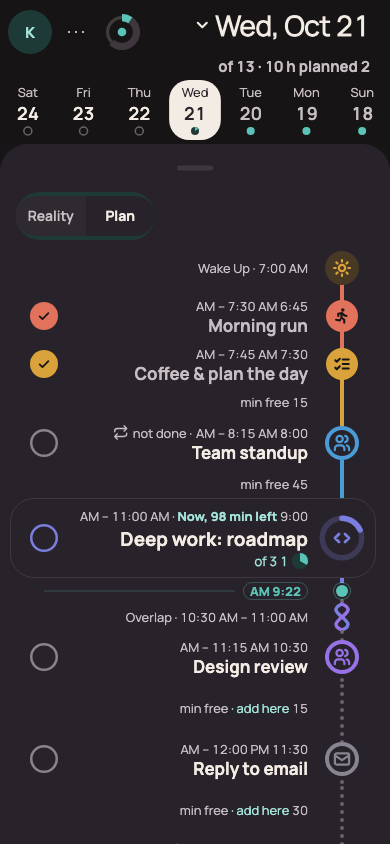 K
Wed, Oct 21
of 13 · 10 h planned 2
Sat Fri Thu Wed Tue Mon Sun
24 23 22 21 20 19 18
Reality Plan
Wake Up · 7:00 AM
AM – 7:30 AM 6:45
Morning run
AM – 7:45 AM 7:30
Coffee & plan the day
min free 15
not done · AM – 8:15 AM 8:00
Team standup
min free 45
AM – 11:00 AM · Now, 98 min left 9:00
Deep work: roadmap
of 3 1
AM 9:22
Overlap · 10:30 AM – 11:00 AM
AM – 11:15 AM 10:30
Design review
min free · add here 15
AM – 12:00 PM 11:30
Reply to email
min free · add here 30